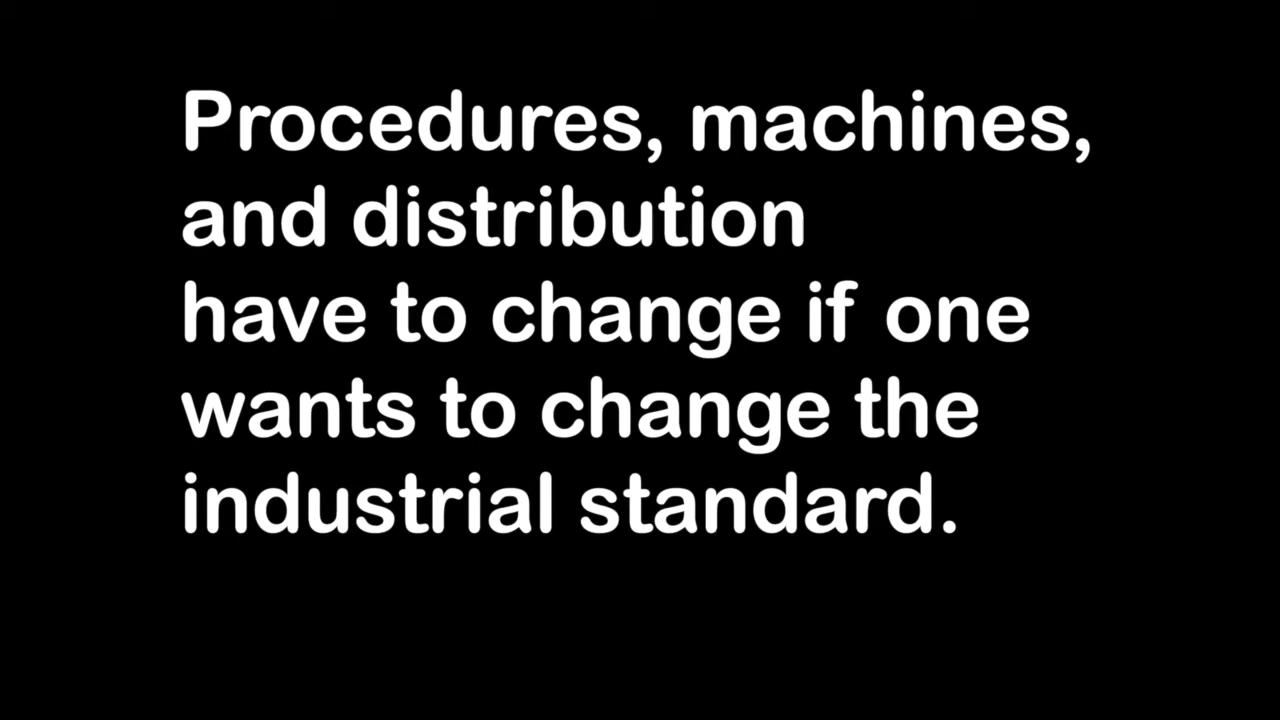 Procedures, machines,
and distribution
have to change if one
wants to change the
industrial standard.